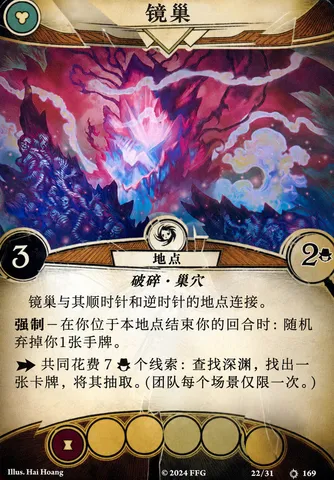 镜巢
3
地点
2
破碎·巢穴
镜巢与其顺时针和逆时针的地点连接。
强制－在你位于本地点结束你的回合时：随机
弃掉你1张手牌。
共同花费 7 个线索：查找深渊，找出一
张卡牌，将其抽取。（团队每个场景仅限一次。）
Illus. Hai Hoang
© 2024 FFG
22/31
169